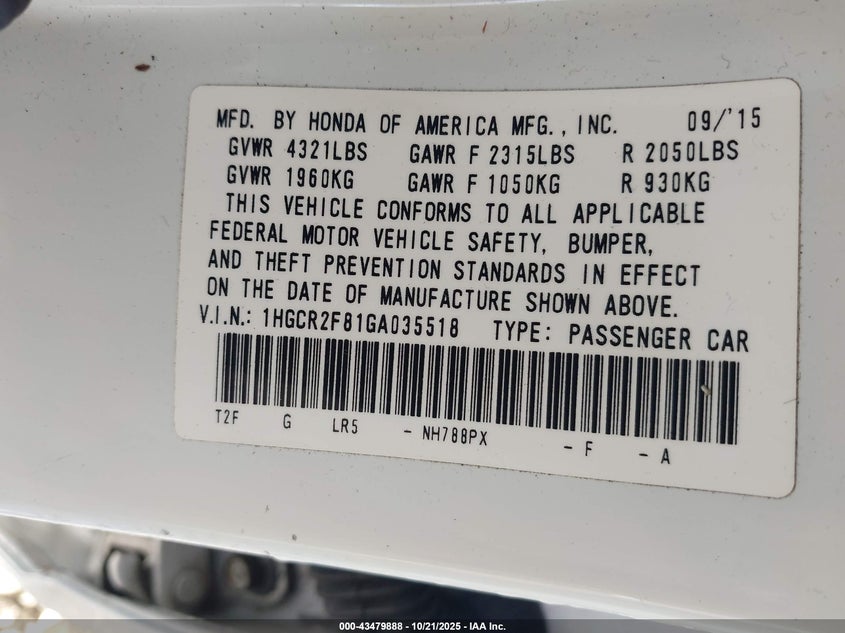 MFD. BY HONDA OF AMERICA MFG., INC. 09/'15
GVWR 4321LBS GAWR F 2315LBS R 2050LBS
GVWR 1960KG GAWR F 1050KG R 930KG
THIS VEHICLE CONFORMS TO ALL APPLICABLE
FEDERAL MOTOR VEHICLE SAFETY, BUMPER,
AND THEFT PREVENTION STANDARDS IN EFFECT
ON THE DATE OF MANUFACTURE SHOWN ABOVE.
V.I.N.: 1HGCR2F81GA035518 TYPE: PASSENGER CAR
T2F G LR5 - NH788PX - F - A
000-43479888 - 10/21/2025 - IAA Inc.